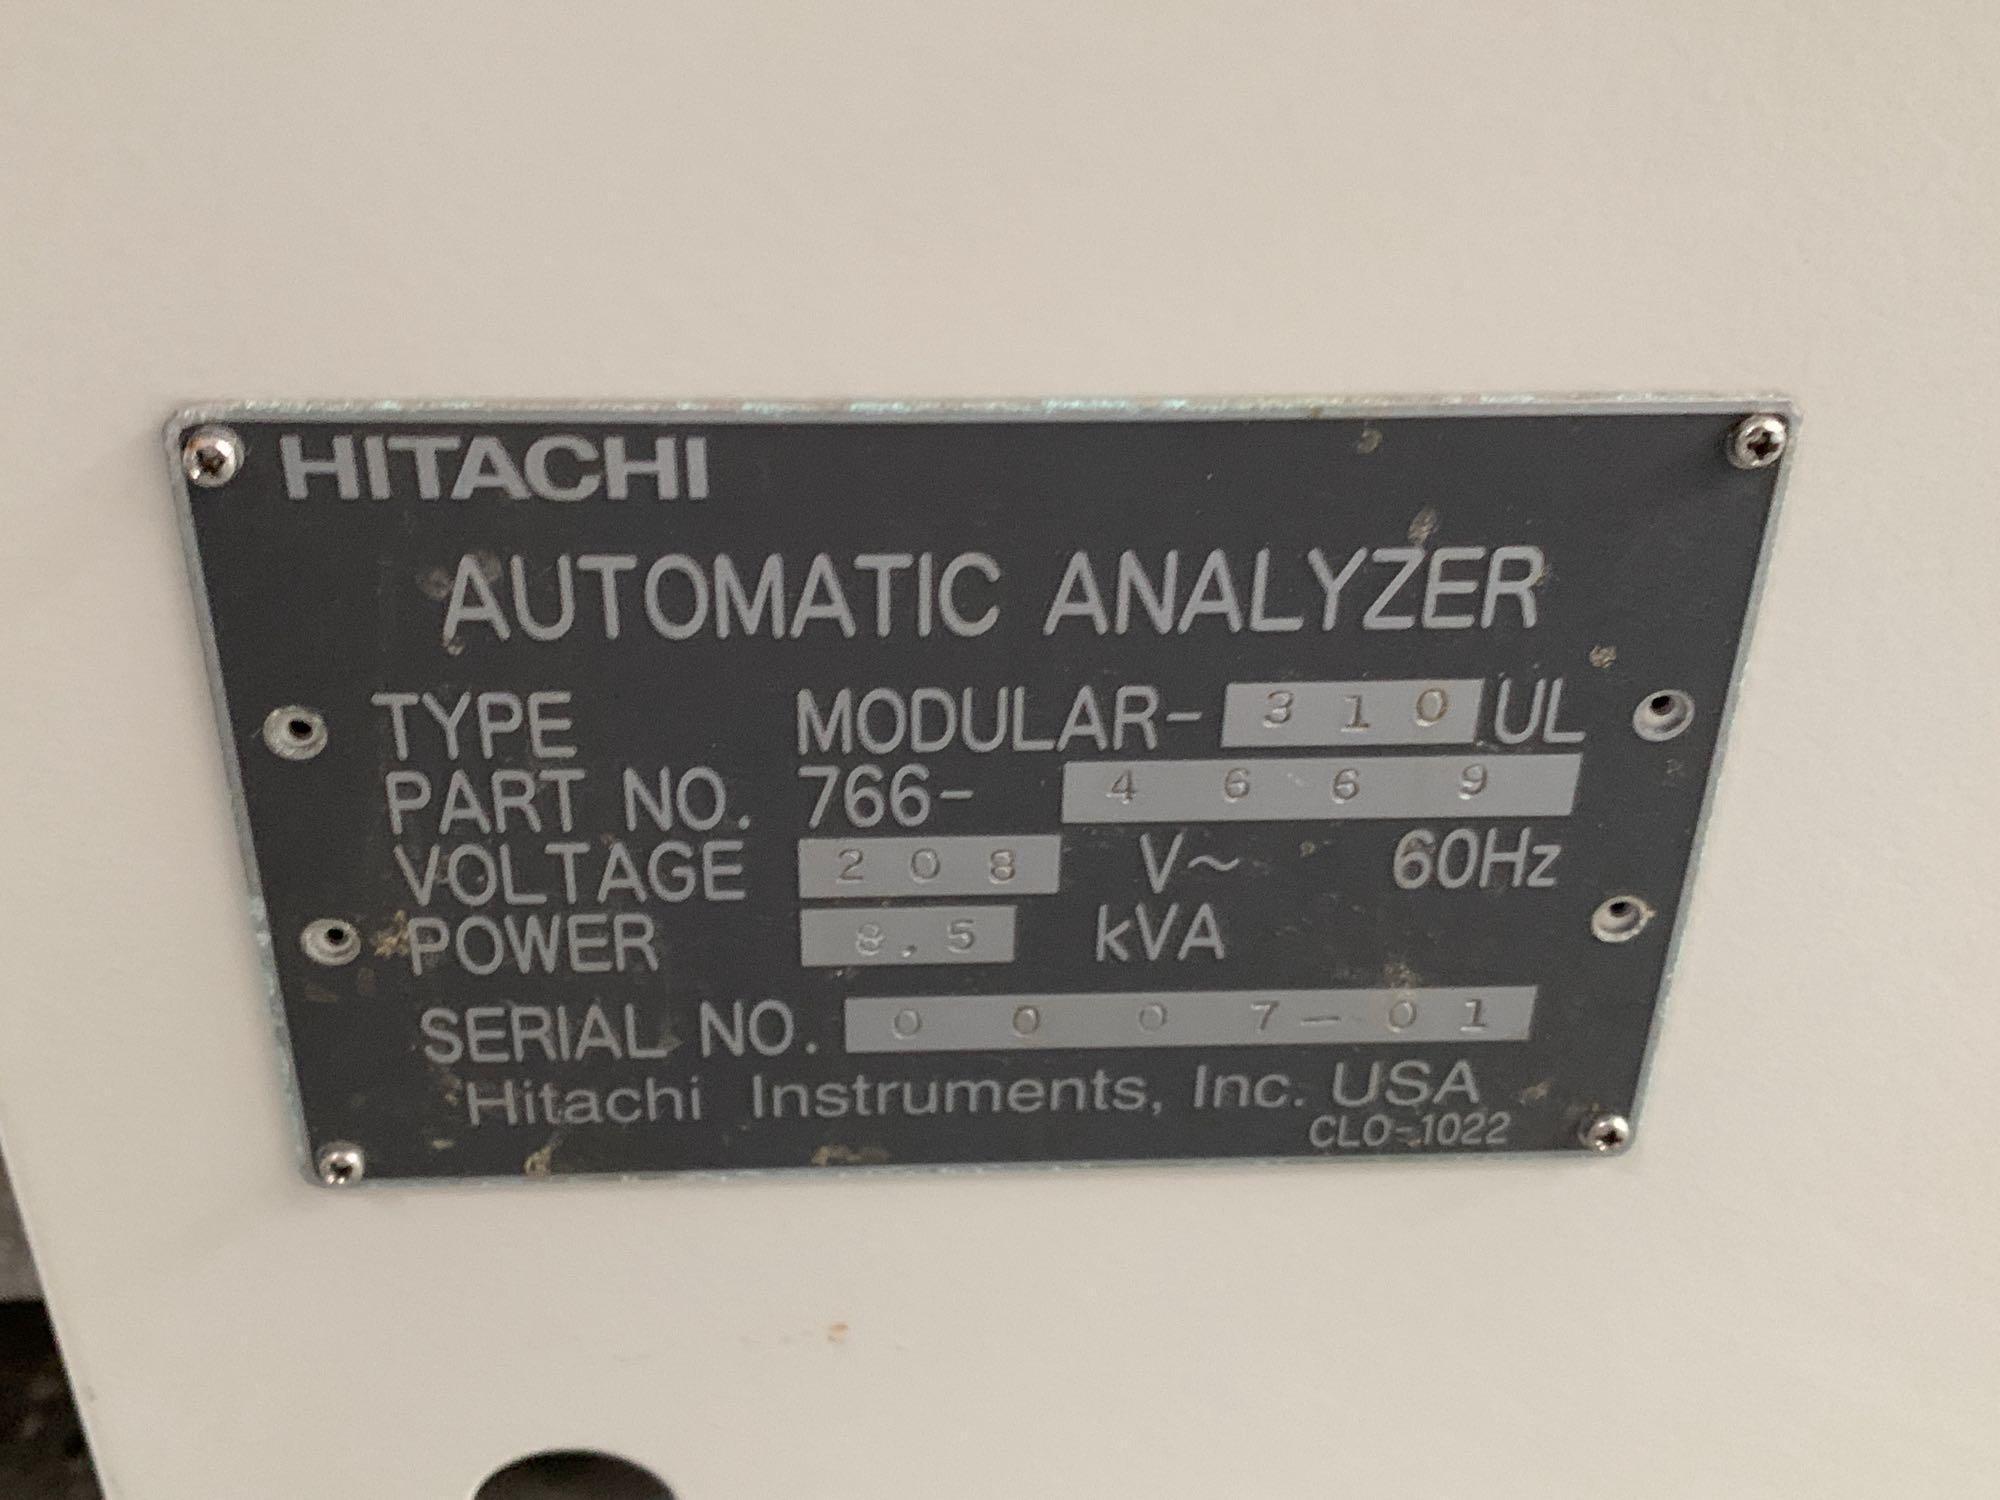 HITACHI
AUTOMATIC ANALYZER
TYPE MODULAR-310 UL
PART NO. 766-4669
VOLTAGE 208 V~ 60Hz
POWER 8.5 kVA
SERIAL NO. 0007-01
Hitachi Instruments, Inc. USA
CLO-1022